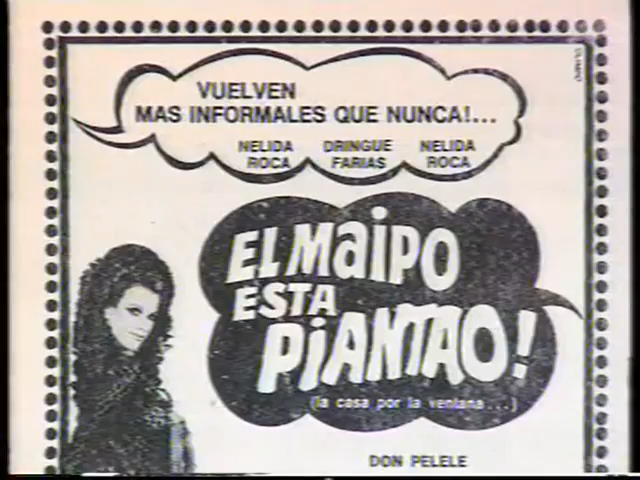 VUELVEN
MAS INFORMALES QUE NUNCA!...
NELIDA DRINGUE NELIDA
ROCA FARIAS ROCA
EL MAIPO
ESTA
PIANTAO!
(la casa por la ventana...)
DON PELELE